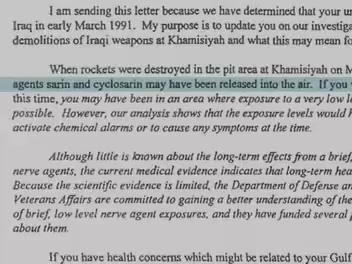 I am sending this letter because we have determined that your
Iraq in early March 1991.  My purpose is to update you on our
demolitions of Iraqi weapons at Khamisiyah and what this may mean
When rockets were destroyed in the pit area at Khamisiyah on
agents sarin and cyclosarin may have been released into the air.  If you
this time, you may have been in an area where exposure to a very low
possible.  However, our analysis shows that the exposure levels would
activate chemical alarms or to cause any symptoms at the time.
Although little is known about the long-term effects from a brief,
nerve agents, the current medical evidence indicates that long-term
Because the scientific evidence is limited, the Department of Defense
Veterans Affairs are committed to gaining a better understanding of the
of brief, low level nerve agent exposures, and they have funded several
about them.
If you have health concerns which might be related to your Gulf